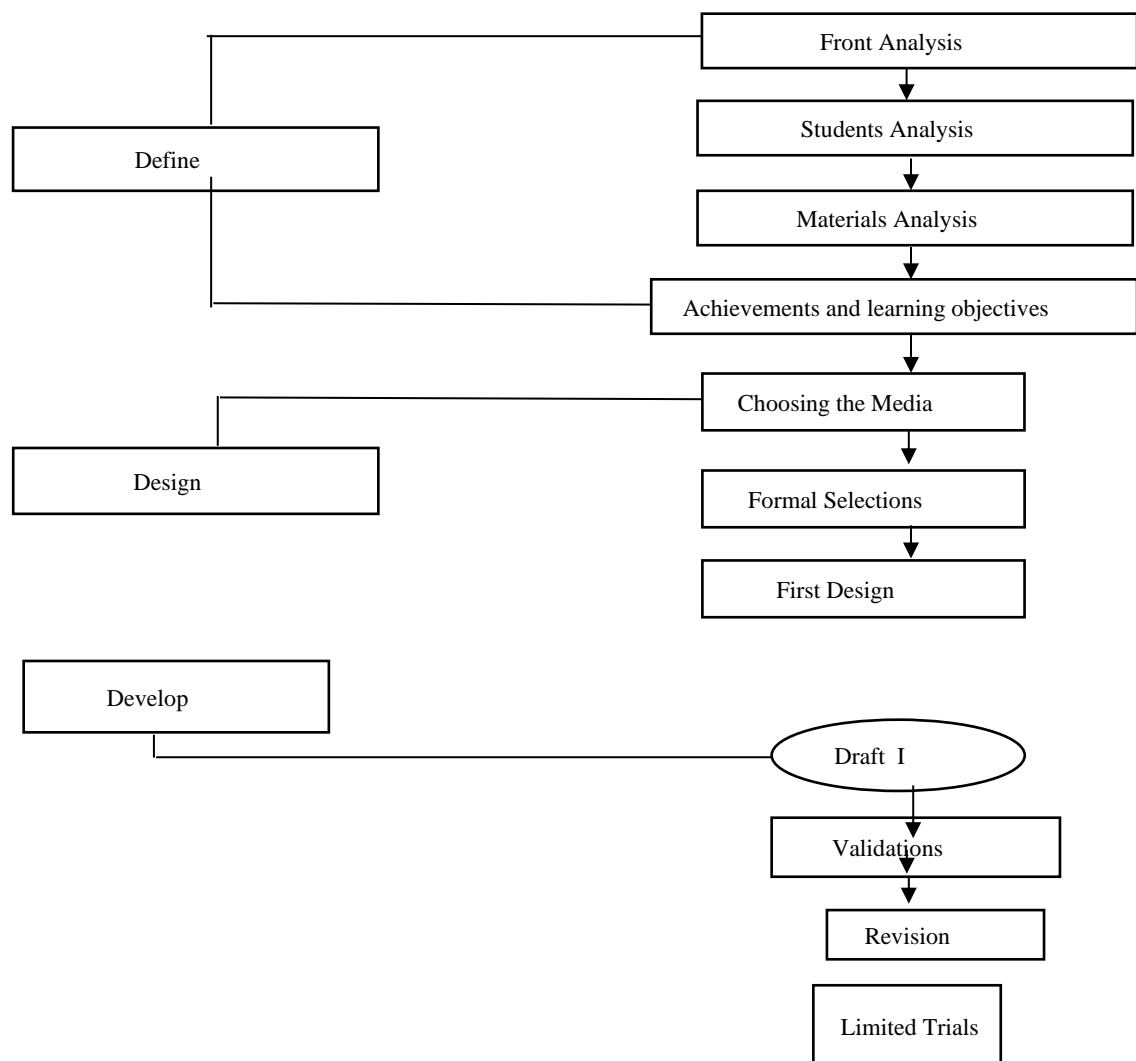 Front Analysis
Students Analysis
Define
Materials Analysis
Achievements and learning objectives
Choosing the Media
Design
Formal Selections
First Design
Develop
Draft I
Validations
Revision
Limited Trials